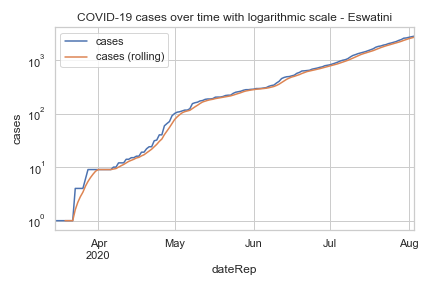 COVID-19 cases over time with logarithmic scale - Eswatini
cases
cases (rolling)
10³
10²
10¹
10⁰
cases
Apr
2020
May
Jun
Jul
Aug
dateRep